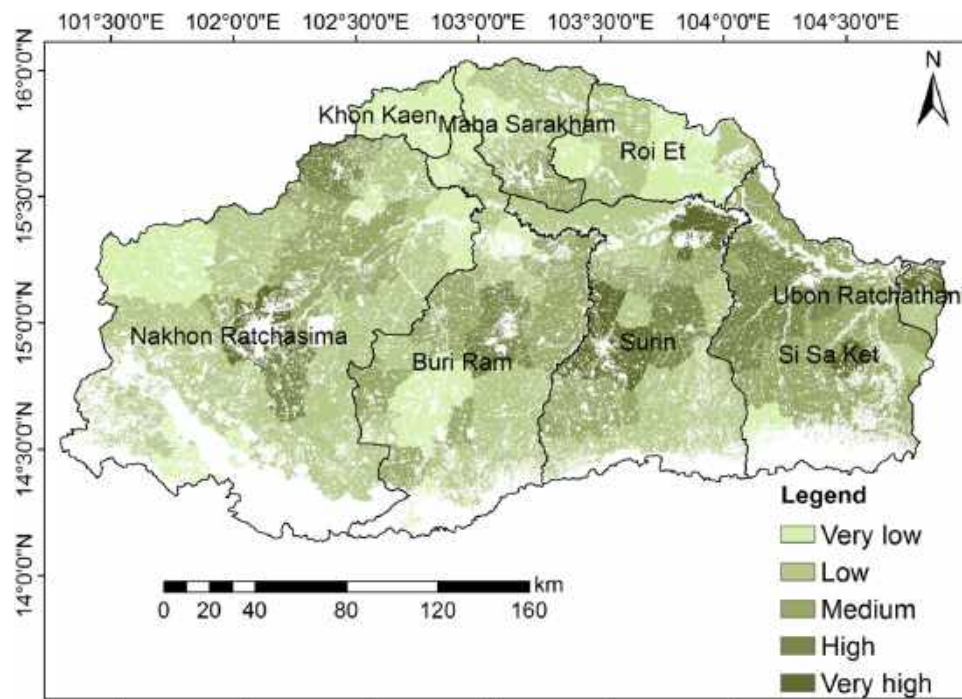 101°30'0"E 102°0'0"E 102°30'0"E 103°0'0"E 103°30'0"E 104°0'0"E 104°30'0"E
16°0'0"N
15°30'0"N
15°0'0"N
14°30'0"N
14°0'0"N
N
Khon Kaen
Maha Sarakham
Roi Et
Ubon Ratchathani
Nakhon Ratchasima
Buri Ram
Surin
Si Sa Ket
Legend
Very low
Low
Medium
High
Very high
km
0 20 40 80 120 160